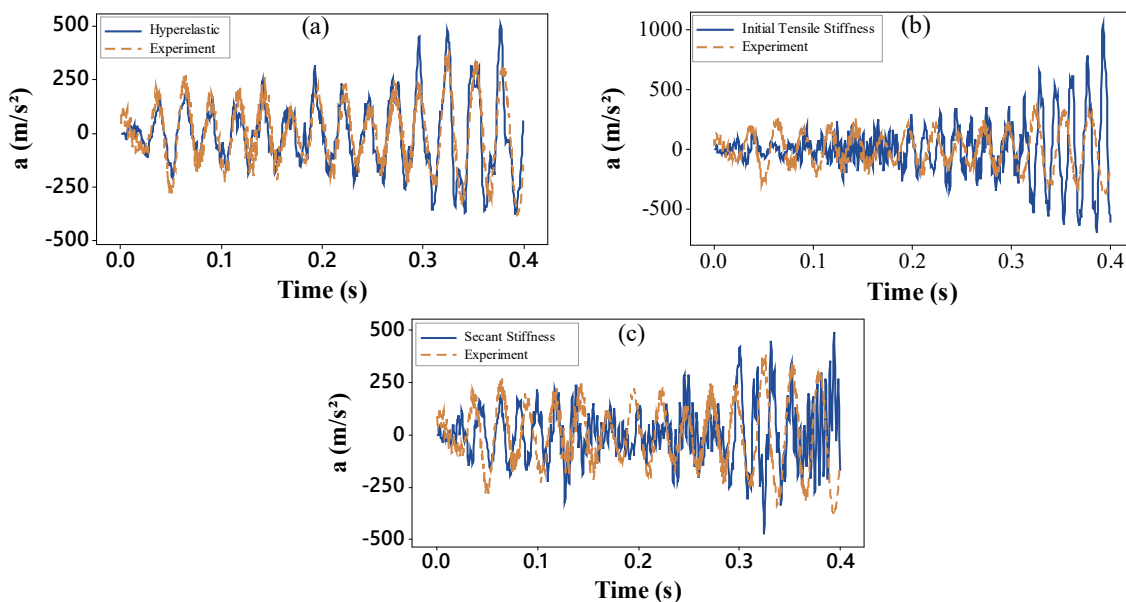 (a)
Hyperelastic
Experiment
a (m/s²)
500
250
0
-250
-500
0.0 0.1 0.2 0.3 0.4
Time (s)
(b)
Initial Tensile Stiffness
Experiment
a (m/s²)
1000
500
0
-500
0.0 0.1 0.2 0.3 0.4
Time (s)
(c)
Secant Stiffness
Experiment
a (m/s²)
500
250
0
-250
-500
0.0 0.1 0.2 0.3 0.4
Time (s)